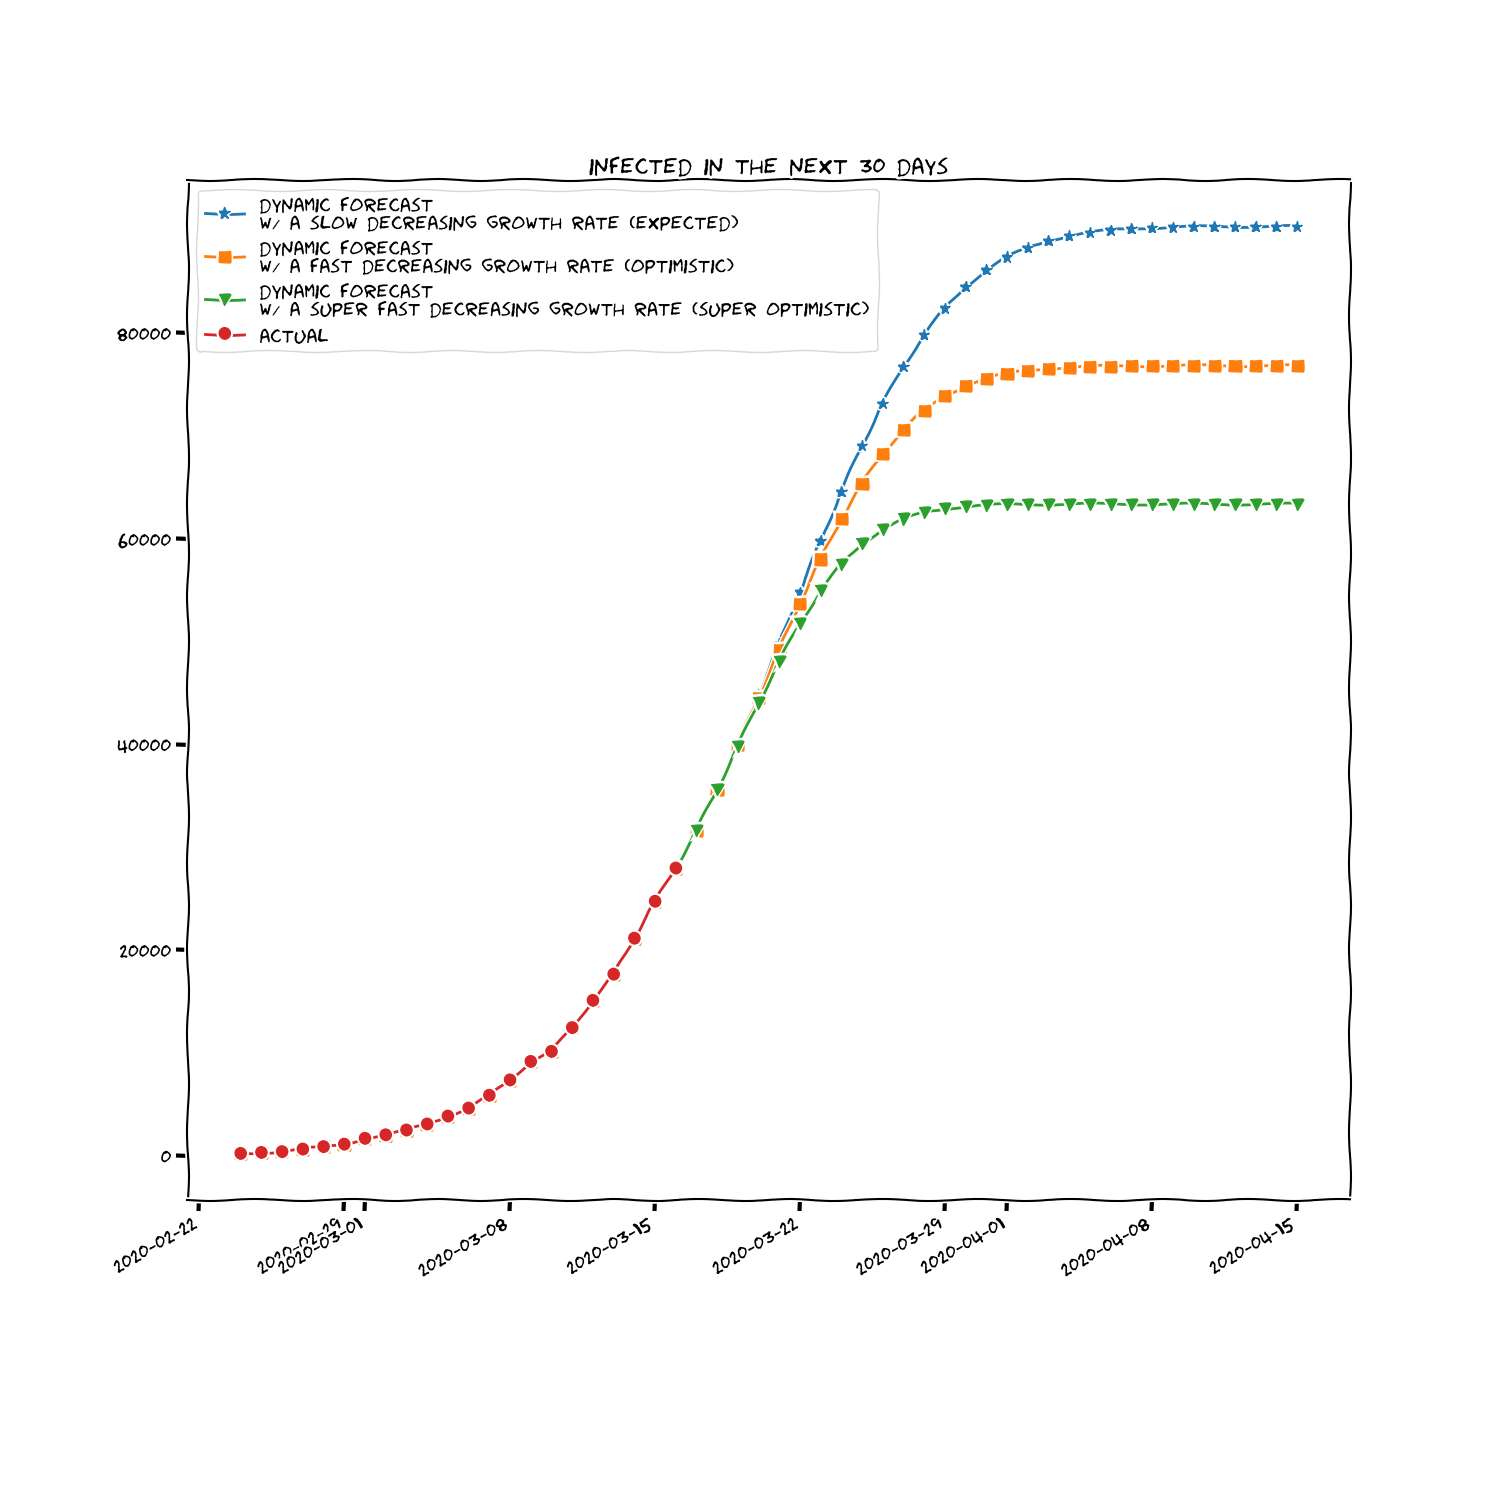 INFECTED IN THE NEXT 30 DAYS
DYNAMIC FORECAST
W/ A SLOW DECREASING GROWTH RATE (EXPECTED)
DYNAMIC FORECAST
W/ A FAST DECREASING GROWTH RATE (OPTIMISTIC)
DYNAMIC FORECAST
W/ A SUPER FAST DECREASING GROWTH RATE (SUPER OPTIMISTIC)
ACTUAL
80000
60000
40000
20000
0
2020-02-22
2020-02-29
2020-03-01
2020-03-08
2020-03-15
2020-03-22
2020-03-29
2020-04-01
2020-04-08
2020-04-15